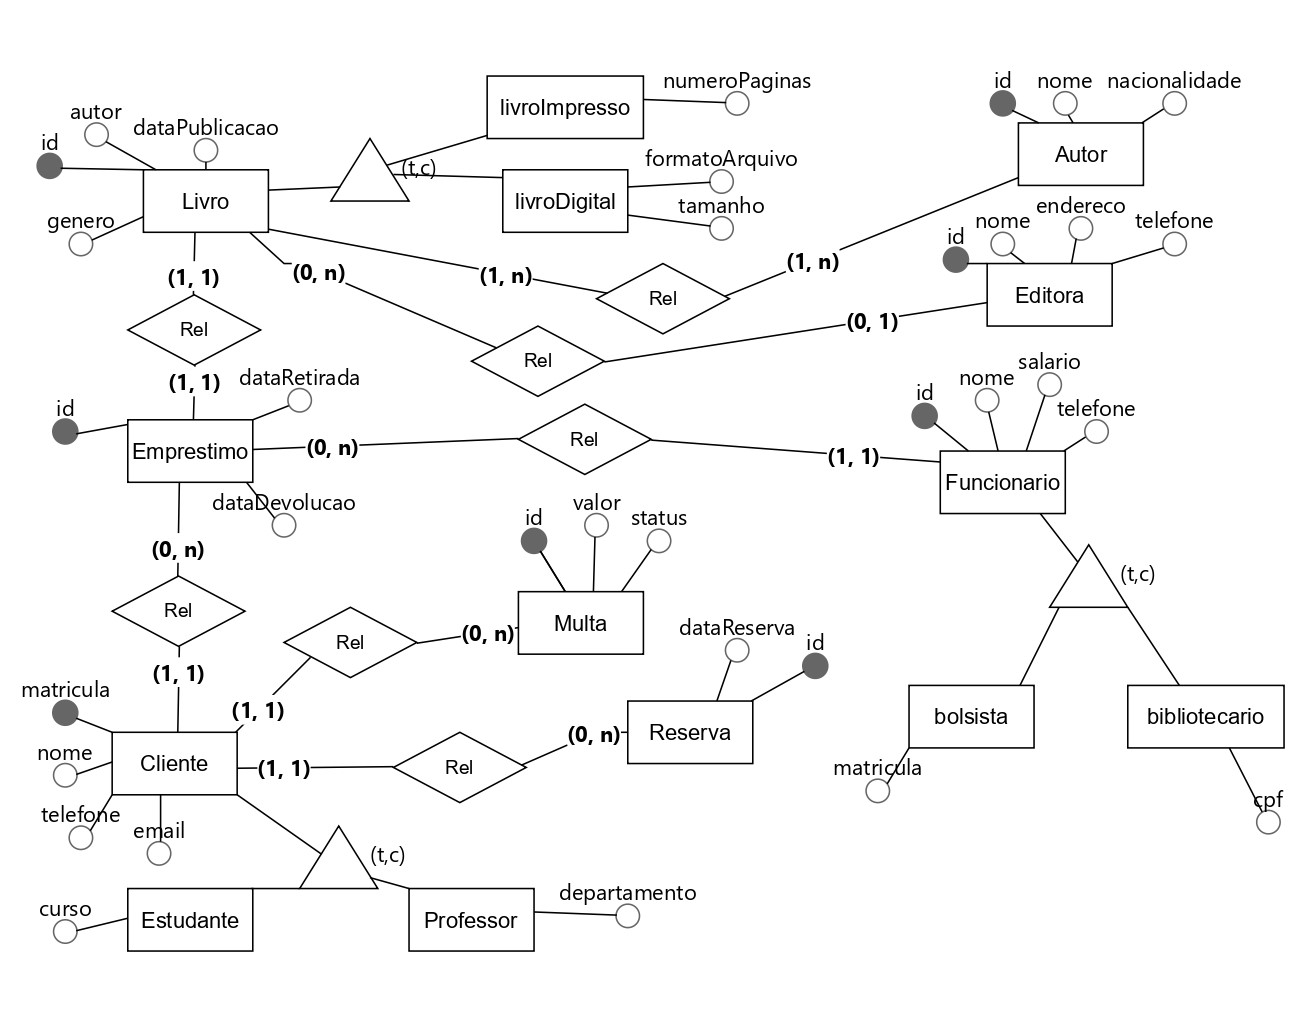 numeroPaginas
livroImpresso
id
nome
nacionalidade
autor
dataPublicacao
id
Autor
formatoArquivo
(t,c)
Livro
livroDigital
tamanho
genero
endereco
nome
telefone
id
(1, 1)
(0, n)
(1, n)
(1, n)
Rel
Editora
Rel
(0, 1)
Rel
(1, 1)
dataRetirada
salario
nome
id
telefone
id
Emprestimo
(0, n)
Rel
(1, 1)
Funcionario
dataDevolucao
valor
id
status
(0, n)
(t,c)
Rel
Multa
Rel
(0, n)
dataReserva
id
(1, 1)
matricula
(1, 1)
bolsista
bibliotecario
Reserva
(0, n)
nome
Cliente
(1, 1)
Rel
matricula
cpf
telefone
email
(t,c)
departamento
curso
Estudante
Professor